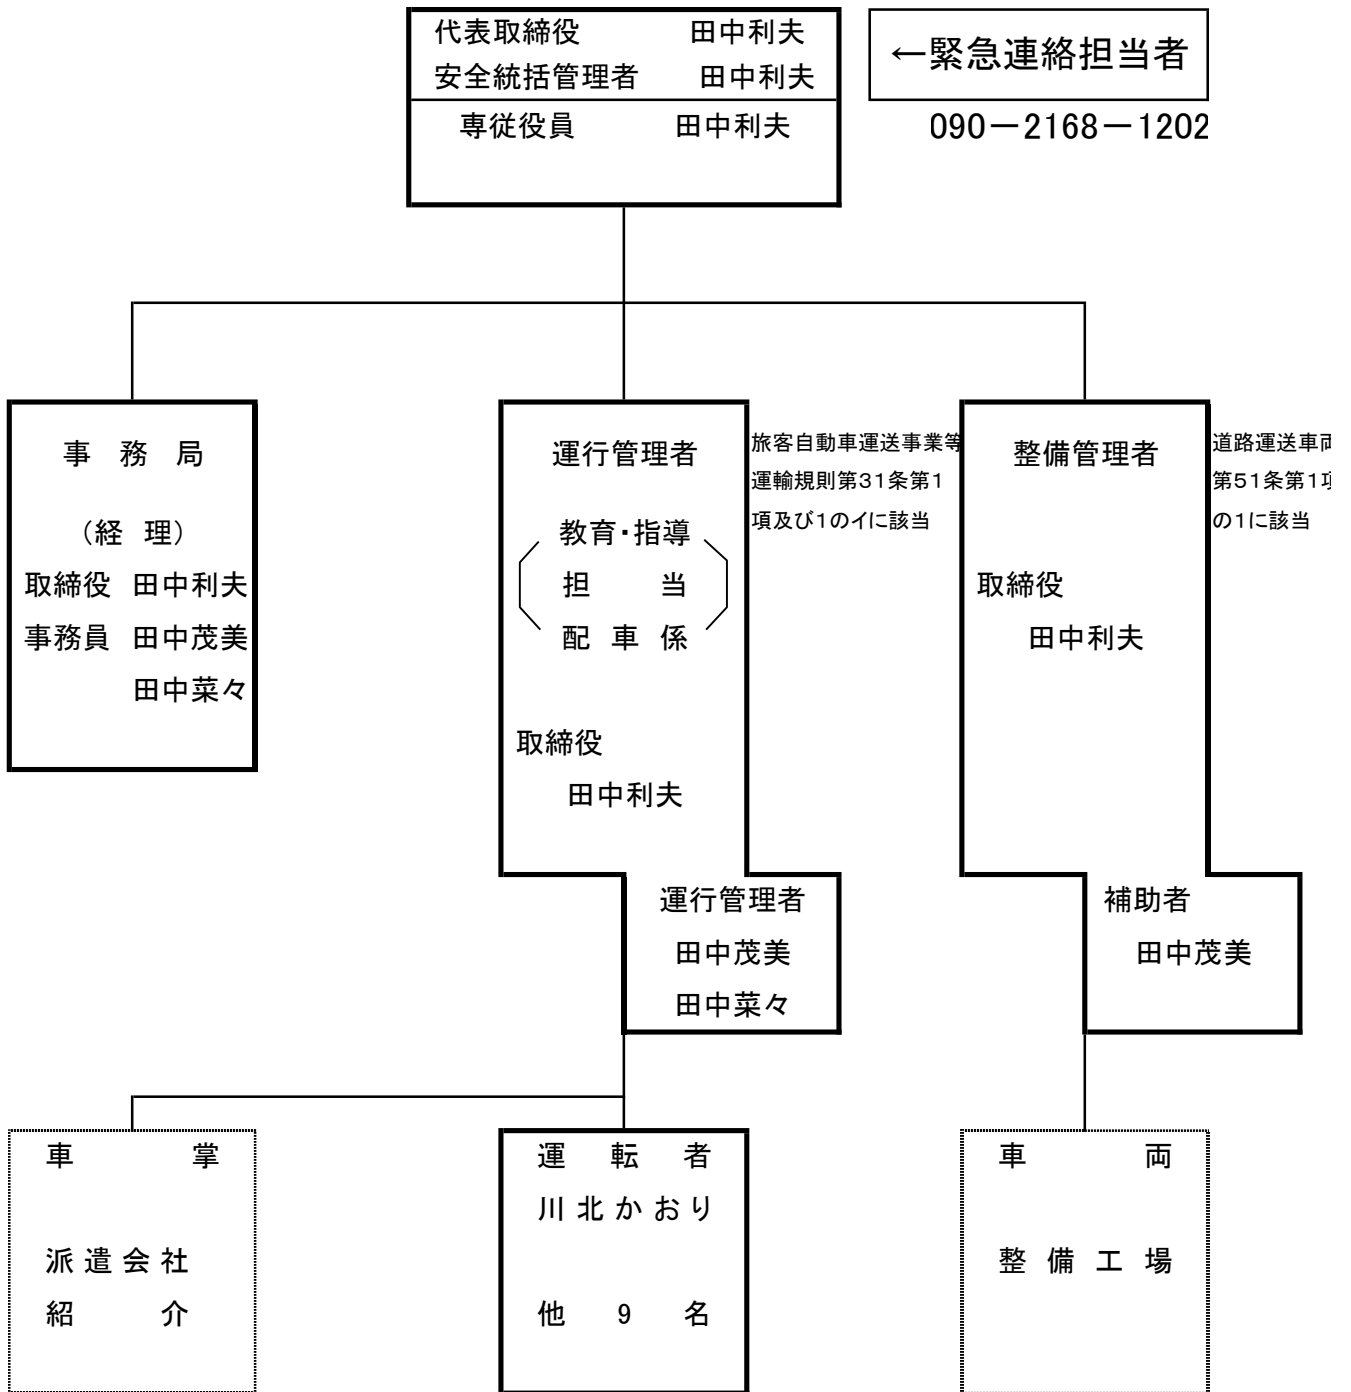 代表取締役 田中利夫
安全統括管理者 田中利夫
専従役員 田中利夫
←緊急連絡担当者
090－2168－1202
事 務 局
（経 理）
取締役 田中利夫
事務員 田中茂美
田中菜々
運行管理者
教育・指導
担 当
配 車 係
取締役
田中利夫
旅客自動車運送事業等
運輸規則第31条第1
項及び1のイに該当
運行管理者
田中茂美
田中菜々
整備管理者
取締役
田中利夫
道路運送車両
第51条第1項
の1に該当
補助者
田中茂美
車 掌
派 遣 会 社
紹 介
運 転 者
川 北 か お り
他 9 名
車 両
整 備 工 場